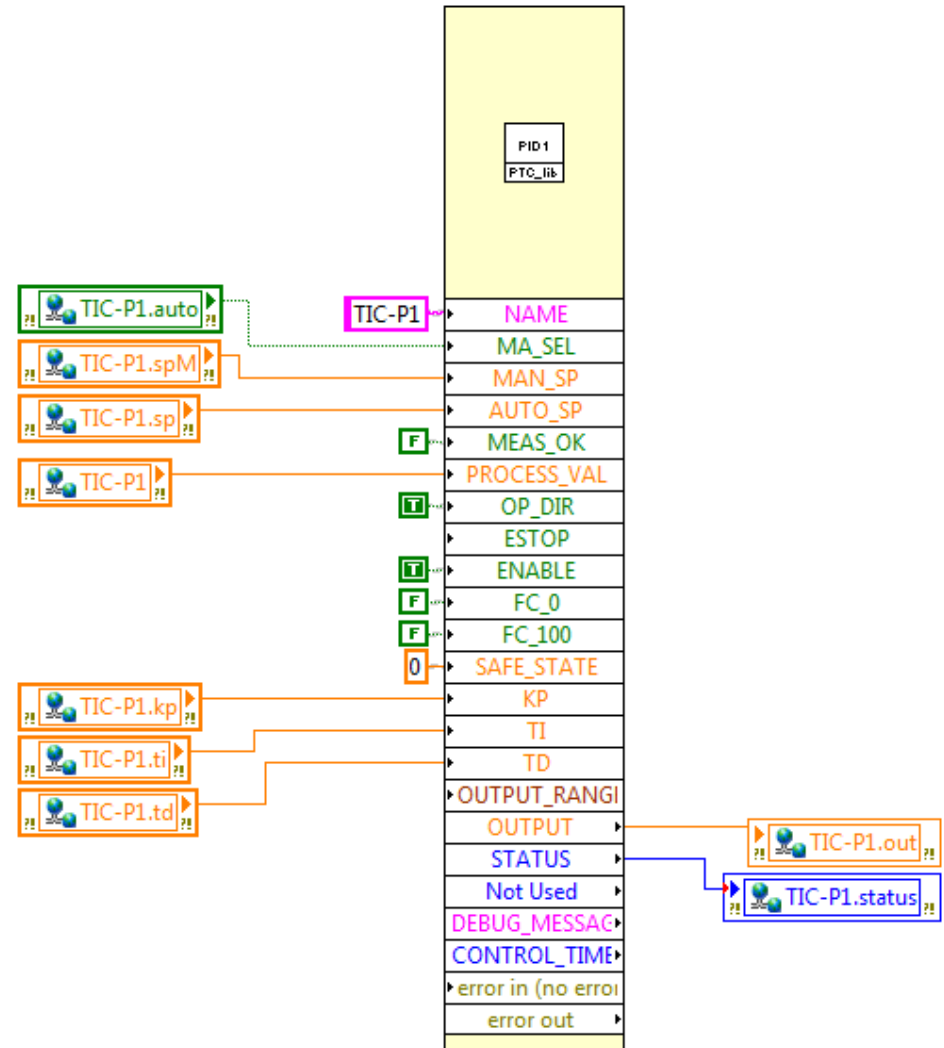 PID1
PTC_lib
TIC-P1.auto
TIC-P1
NAME
MA_SEL
TIC-P1.spM
MAN_SP
TIC-P1.sp
AUTO_SP
F
MEAS_OK
TIC-P1
PROCESS_VAL
T
OP_DIR
ESTOP
T
ENABLE
F
FC_0
F
FC_100
0
SAFE_STATE
TIC-P1.kp
KP
TIC-P1.ti
TI
TIC-P1.td
TD
OUTPUT_RANGI
OUTPUT
TIC-P1.out
STATUS
TIC-P1.status
Not Used
DEBUG_MESSAG
CONTROL_TIME
error in (no error
error out